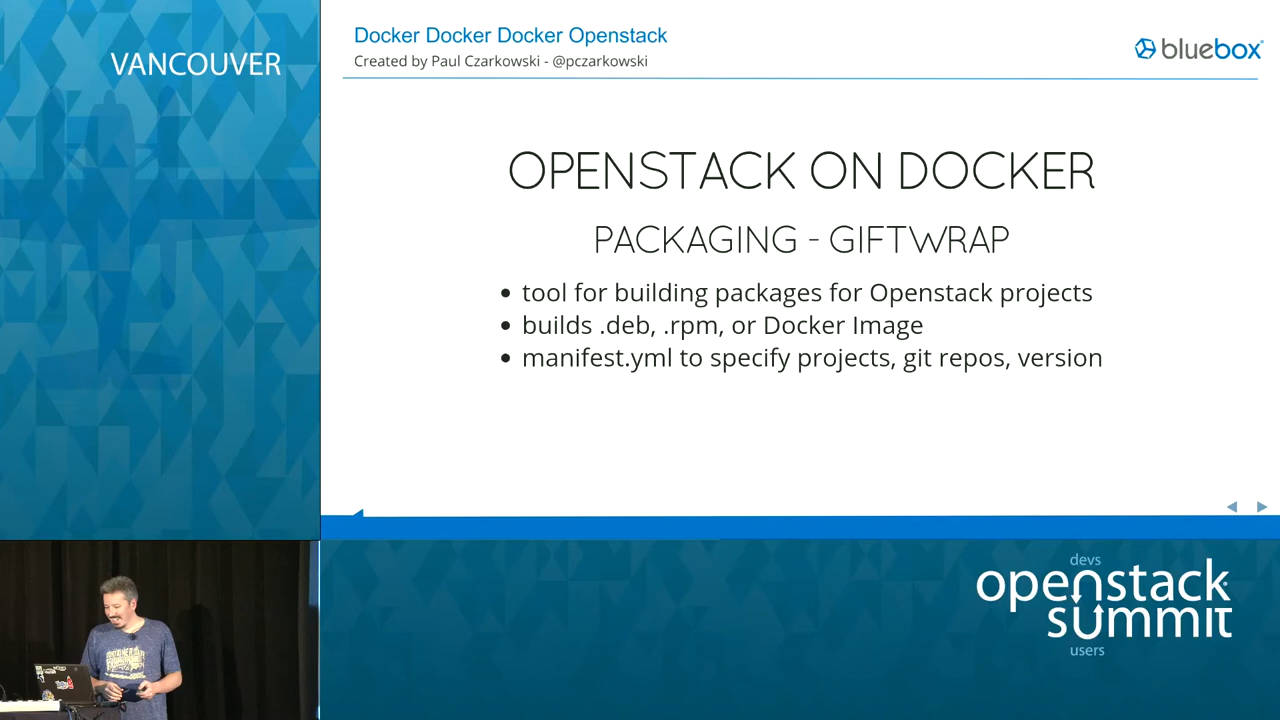 VANCOUVER
Docker Docker Docker Openstack
Created by Paul Czarkowski - @pczarkowski
bluebox
OPENSTACK ON DOCKER
PACKAGING - GIFTWRAP
• tool for building packages for Openstack projects
• builds .deb, .rpm, or Docker Image
• manifest.yml to specify projects, git repos, version
devs
openstack
summit
users